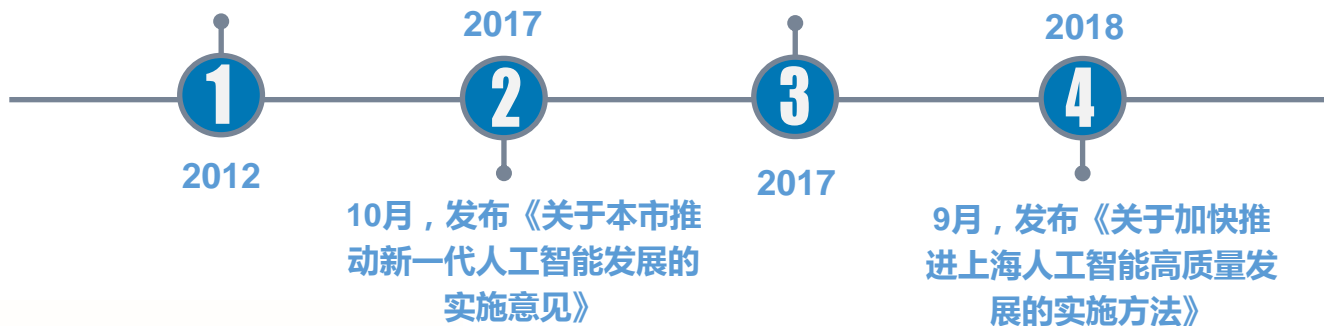 2017
2018
1
2
3
4
2012
2017
10月，发布《关于本市推
动新一代人工智能发展的
实施意见》
9月，发布《关于加快推
进上海人工智能高质量发
展的实施方法》